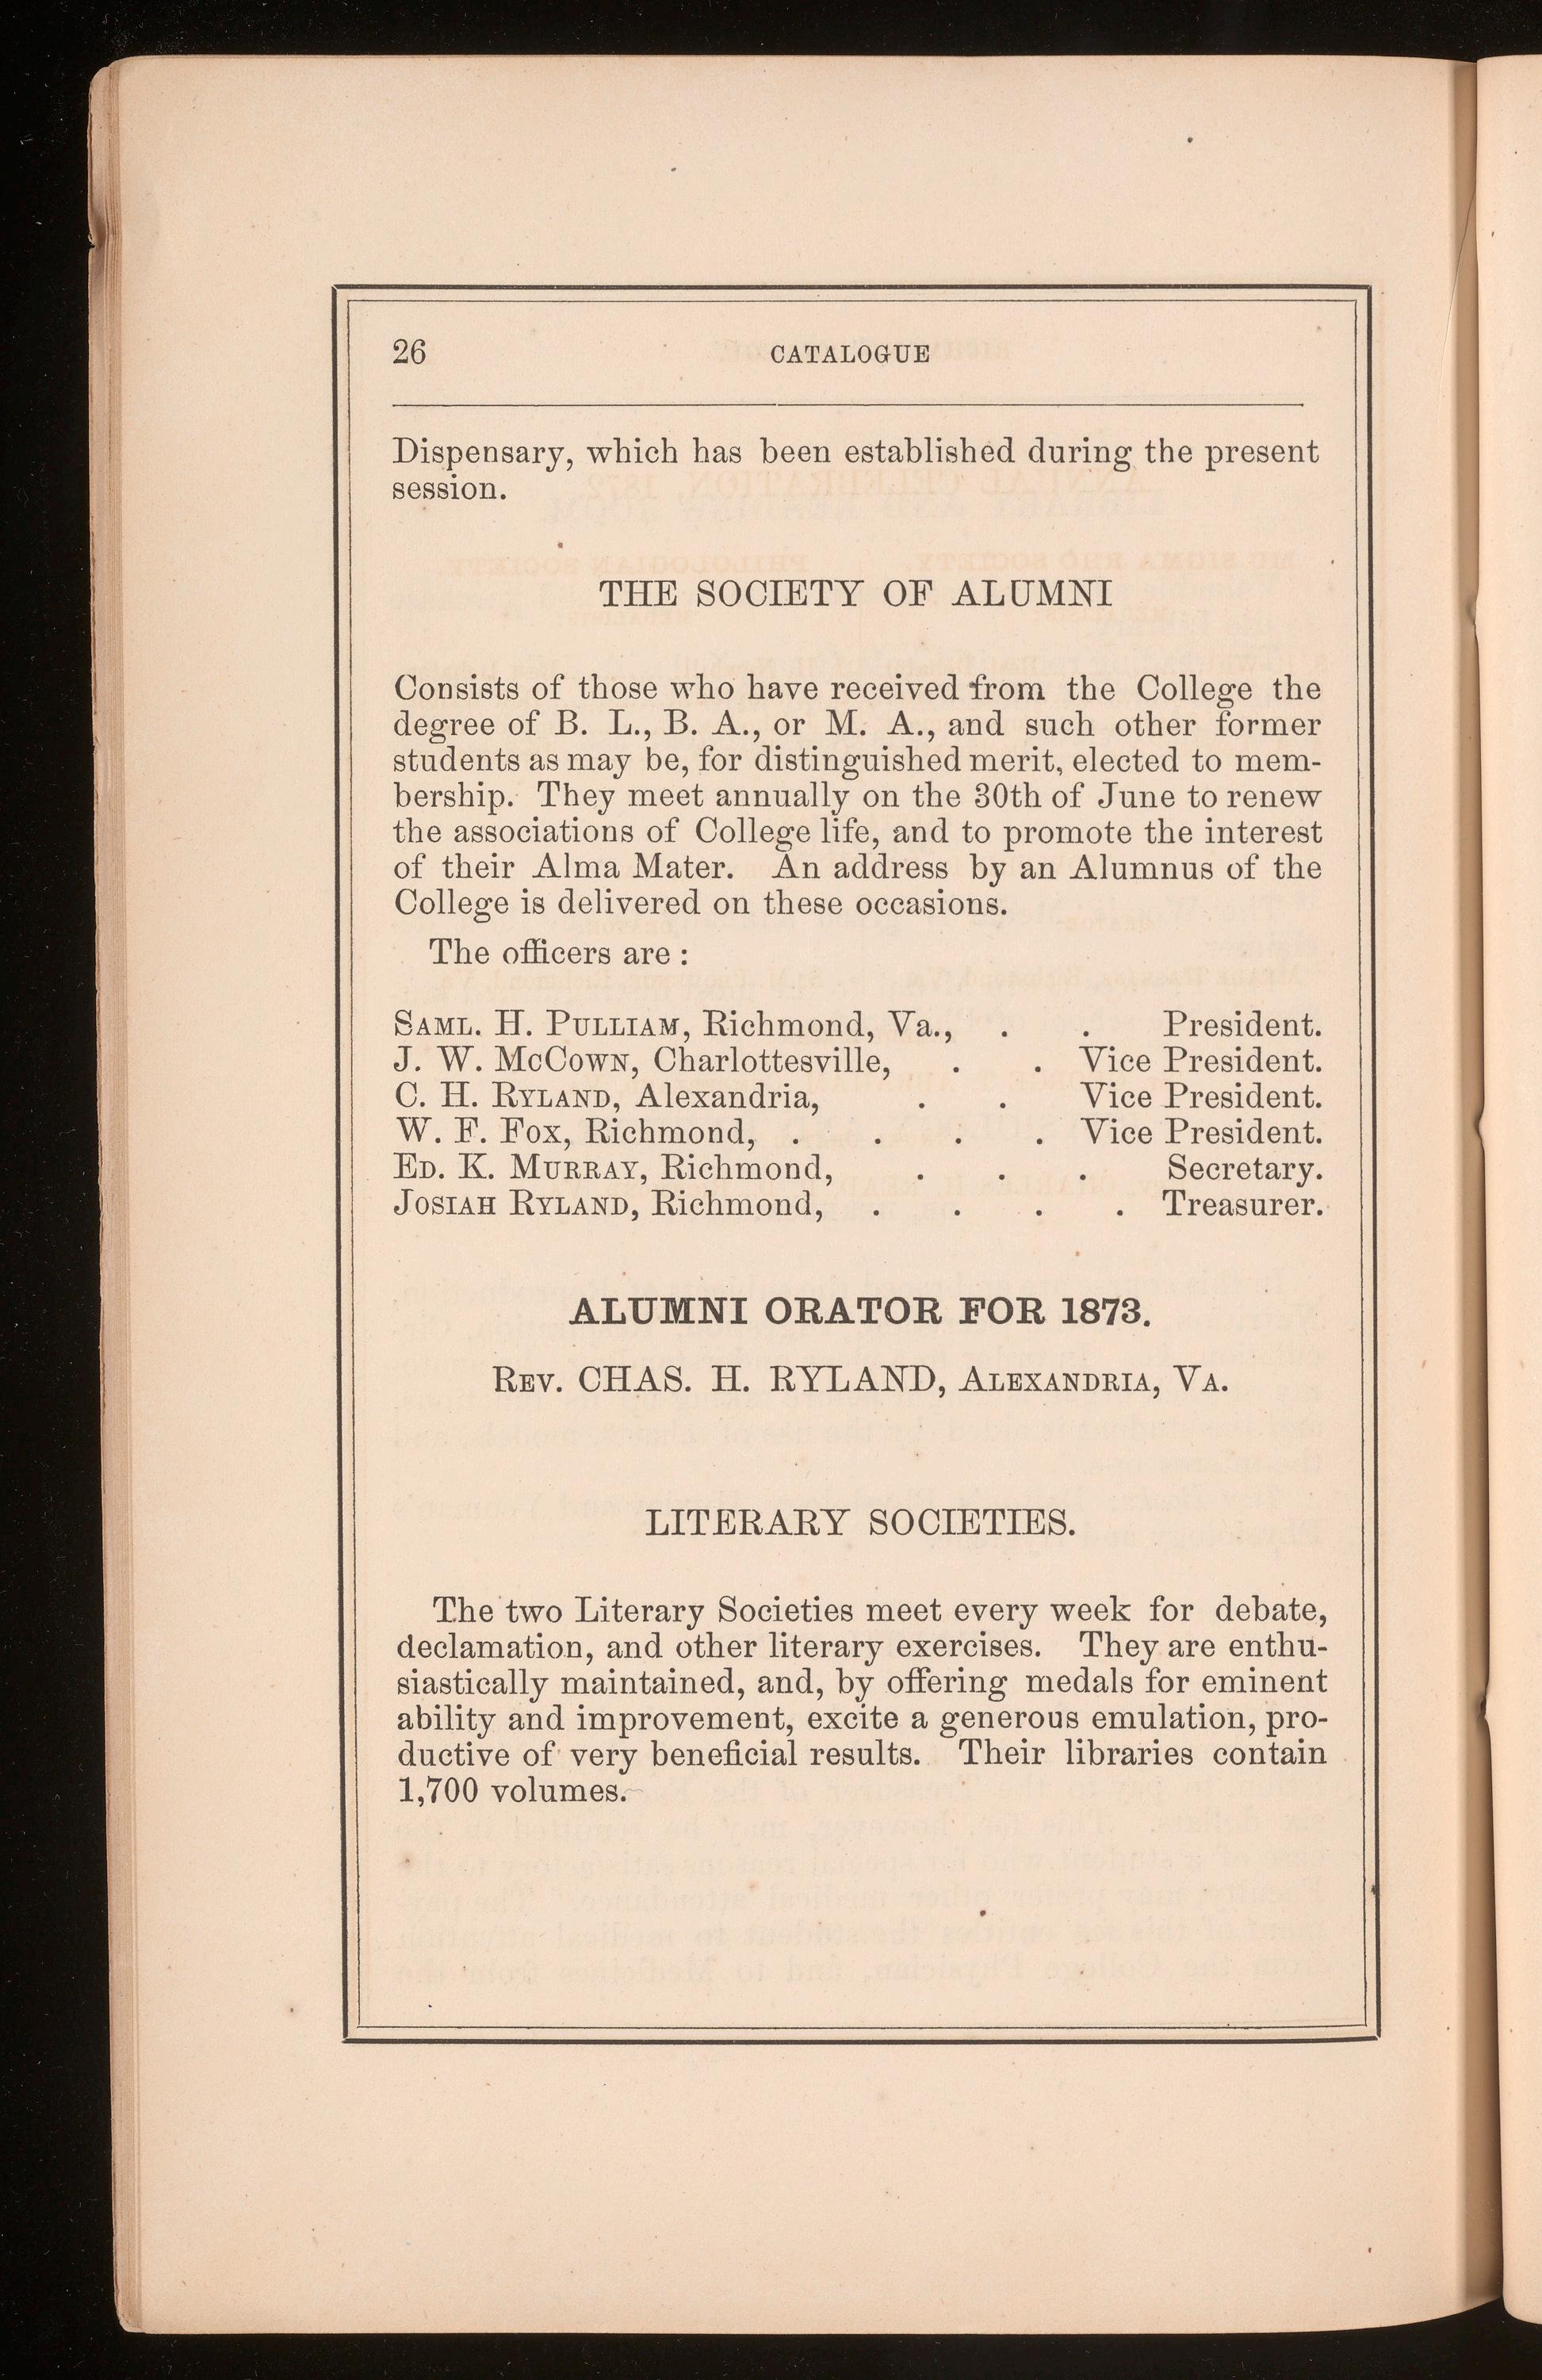 26 CATALOGUE
Dispensary, which has been established during the present
session.
THE SOCIETY OF ALUMNI
Consists of those who have received from the College the
degree of B. L., B. A., or M. A., and such other former
students as may be, for distinguished merit, elected to mem-
bership. They meet annually on the 30th of June to renew
the associations of College life, and to promote the interest
of their Alma Mater. An address by an Alumnus of the
College is delivered on these occasions.
The officers are :
SAML. H. PULLIAM, Richmond, Va., . . President.
J. W. MCCOWN, Charlottesville, . . Vice President.
C. H. RYLAND, Alexandria, . . Vice President.
W. F. FOX, Richmond, . . . . Vice President.
ED. K. MURRAY, Richmond, . . . Secretary.
JOSIAH RYLAND, Richmond, . . . . Treasurer.
ALUMNI ORATOR FOR 1873.
REV. CHAS. H. RYLAND, ALEXANDRIA, VA.
LITERARY SOCIETIES.
The two Literary Societies meet every week for debate,
declamation, and other literary exercises. They are enthu-
siastically maintained, and, by offering medals for eminent
ability and improvement, excite a generous emulation, pro-
ductive of very beneficial results. Their libraries contain
1,700 volumes.